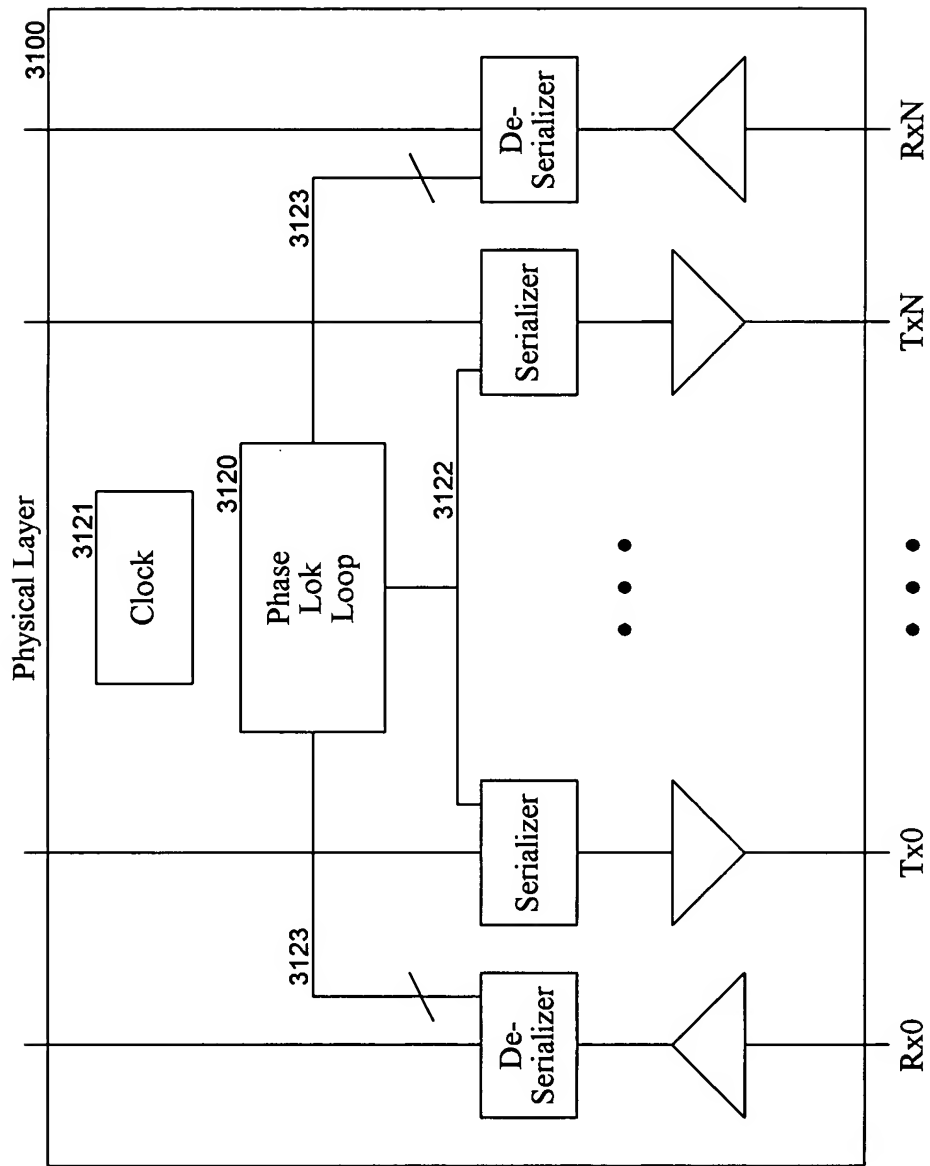 Physical Layer
3100
3121
Clock
3120
Phase
Lok
Loop
3123
3123
3122
De-
Serializer
Serializer
Serializer
De-
Serializer
Rx0
Tx0
TxN
RxN